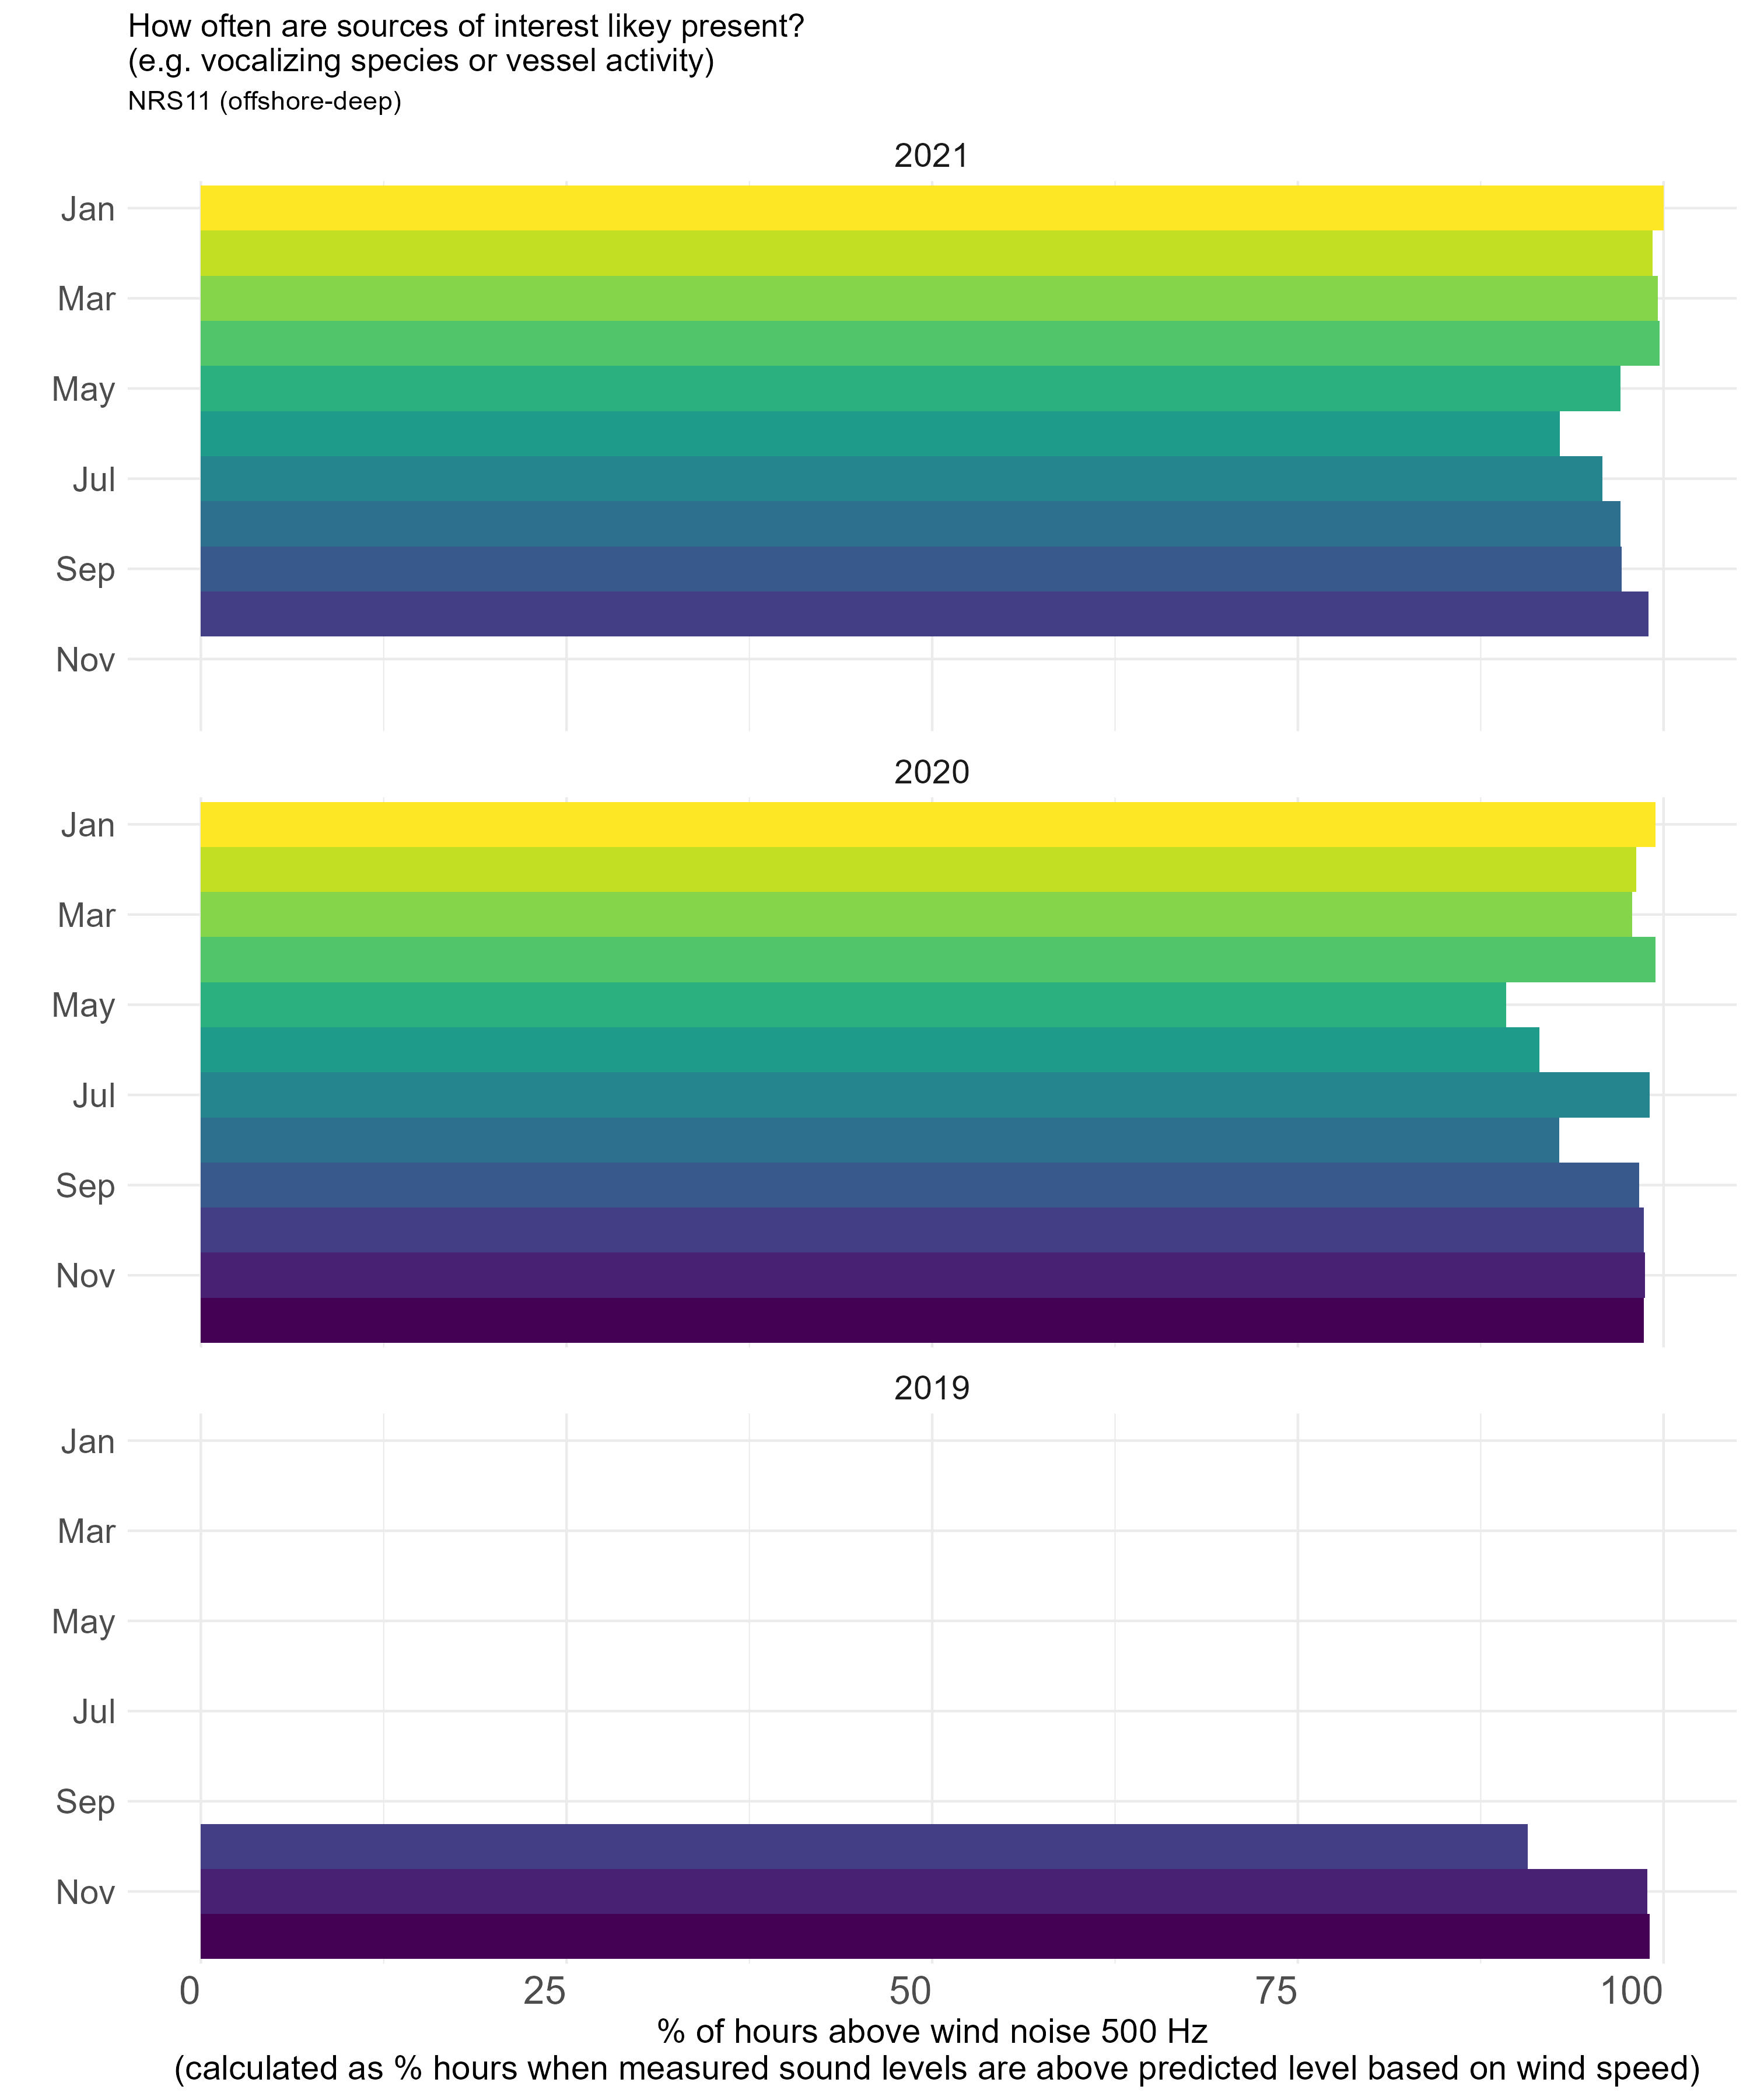 How often are sources of interest likey present?
(e.g. vocalizing species or vessel activity)
NRS11 (offshore-deep)
2021
Jan
Mar
May
Jul
Sep
Nov
2020
Jan
Mar
May
Jul
Sep
Nov
2019
Jan
Mar
May
Jul
Sep
Nov
0 25 50 75 100
% of hours above wind noise 500 Hz
(calculated as % hours when measured sound levels are above predicted level based on wind speed)